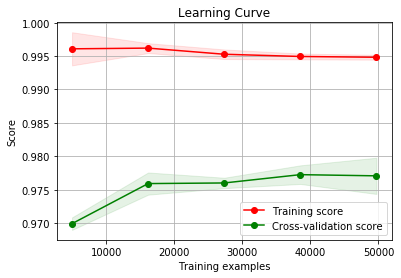 Learning Curve
1.000
0.995
0.990
0.985
0.980
0.975
0.970
Score
10000 20000 30000 40000 50000
Training examples
Training score
Cross-validation score